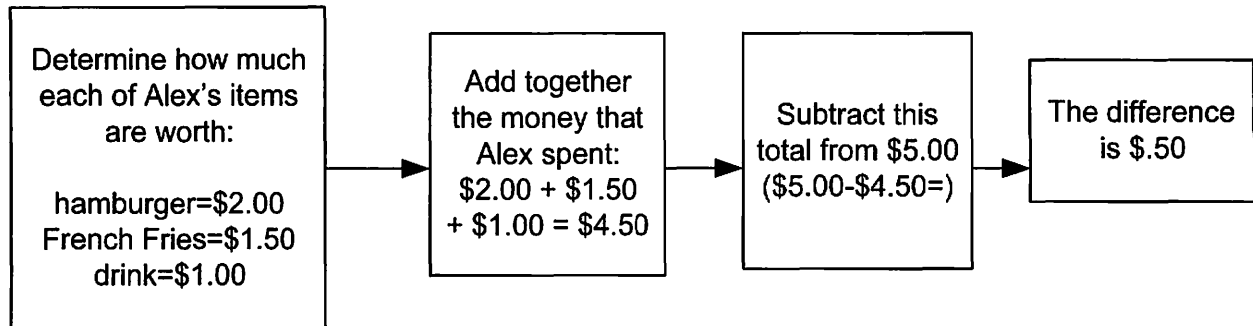 Determine how much
each of Alex's items
are worth:
hamburger=$2.00
French Fries=$1.50
drink=$1.00
Add together
the money that
Alex spent:
$2.00 + $1.50
+ $1.00 = $4.50
Subtract this
total from $5.00
($5.00-$4.50=)
The difference
is $.50